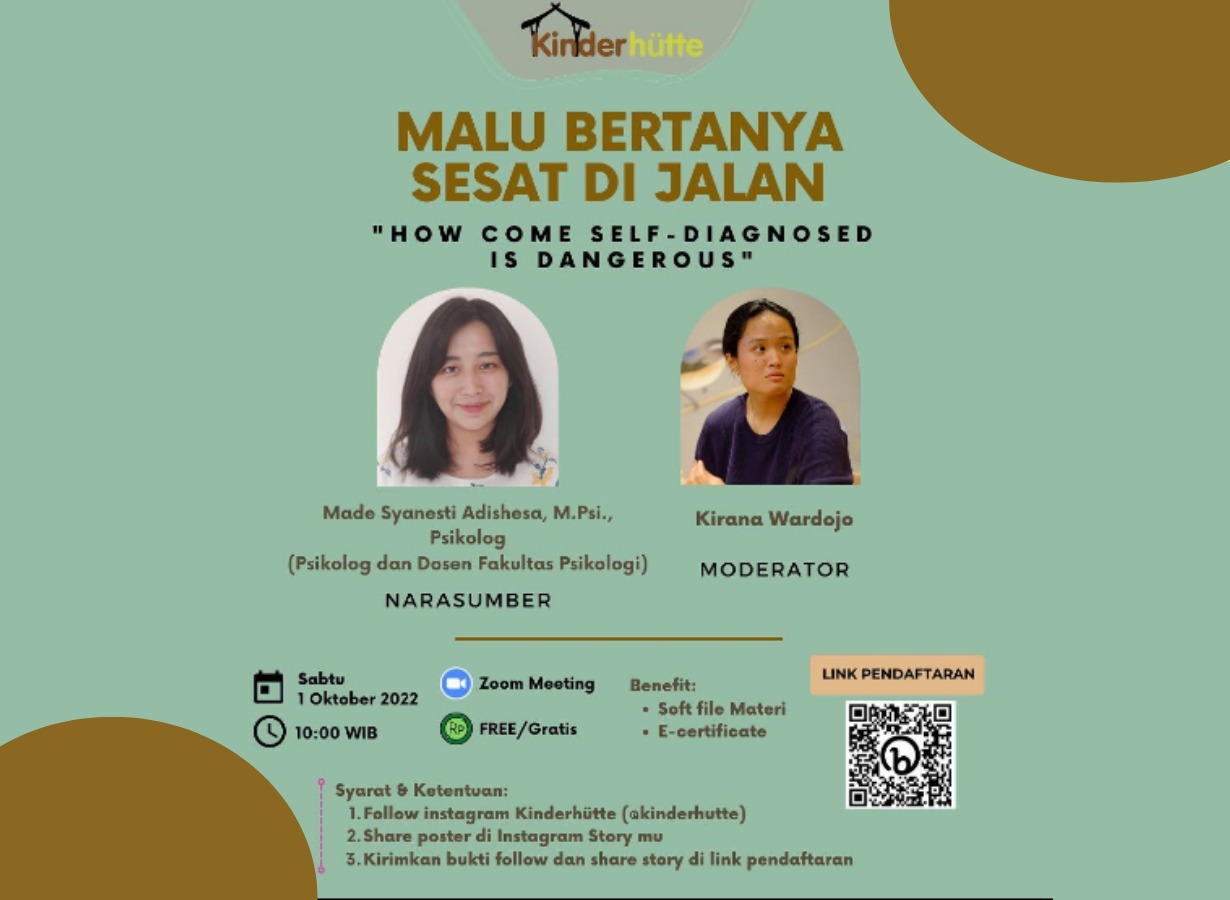 Kinderhütte
MALU BERTANYA
SESAT DI JALAN
"HOW COME SELF-DIAGNOSED
IS DANGEROUS"
Made Syanesti Adishesa, M.Psi.,
Psikolog
(Psikolog dan Dosen Fakultas Psikologi)
NARASUMBER
Kirana Wardojo
MODERATOR
Sabtu
1 Oktober 2022
10:00 WIB
Zoom Meeting
Rp
FREE/Gratis
Benefit:
• Soft file Materi
• E-certificate
LINK PENDAFTARAN
b
Syarat & Ketentuan:
1. Follow instagram Kinderhütte (@kinderhutte)
2. Share poster di Instagram Story mu
3. Kirimkan bukti follow dan share story di link pendaftaran